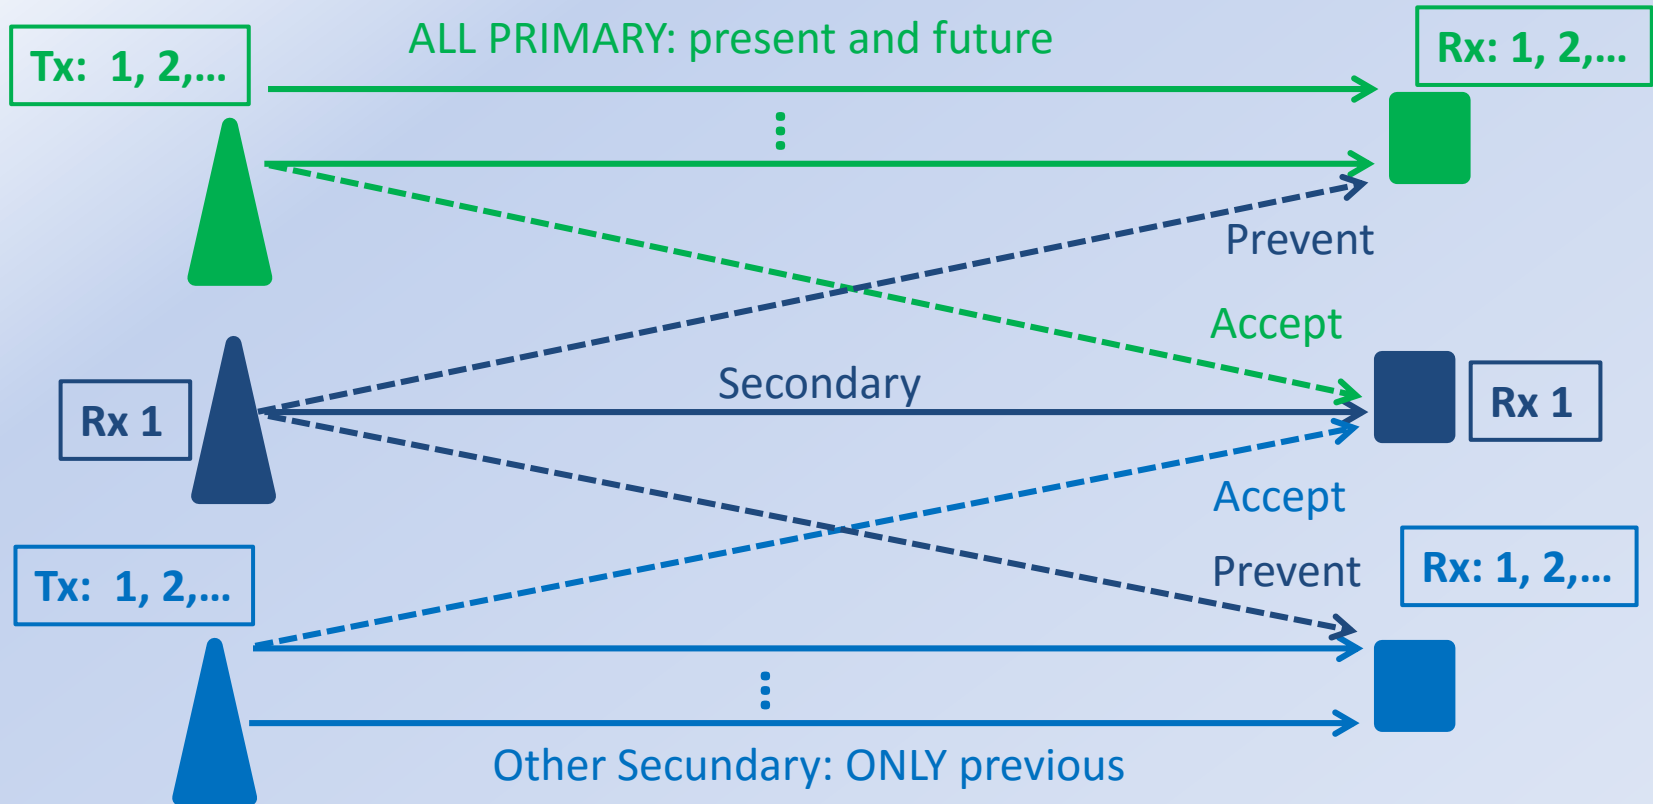 ALL PRIMARY: present and future
Tx: 1, 2,...
Rx: 1, 2,...
Prevent
Accept
Secondary
Rx 1
Rx 1
Accept
Prevent
Tx: 1, 2,...
Rx: 1, 2,...
Other Secundary: ONLY previous